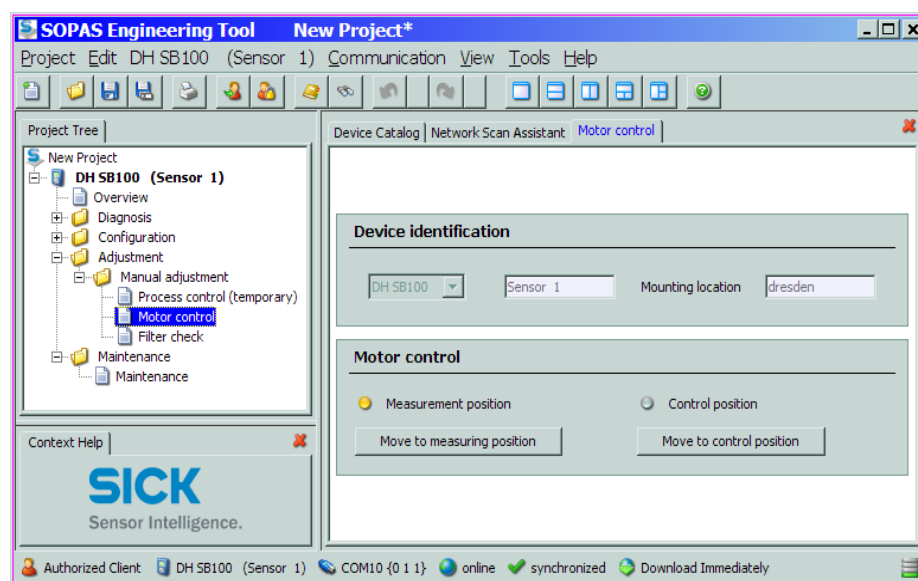 SOPAS Engineering Tool New Project*
Project Edit DH SB100 (Sensor 1) Communication View Tools Help
Project Tree
New Project
DH SB100 (Sensor 1)
Overview
Diagnosis
Configuration
Adjustment
Manual adjustment
Process control (temporary)
Motor control
Filter check
Maintenance
Maintenance
Context Help
SICK
Sensor Intelligence.
Device Catalog Network Scan Assistant Motor control
Device identification
DH SB100 Sensor 1 Mounting location dresden
Motor control
Measurement position Control position
Move to measuring position Move to control position
Authorized Client DH SB100 (Sensor 1) COM10 {0 1 1} online synchronized Download Immediately